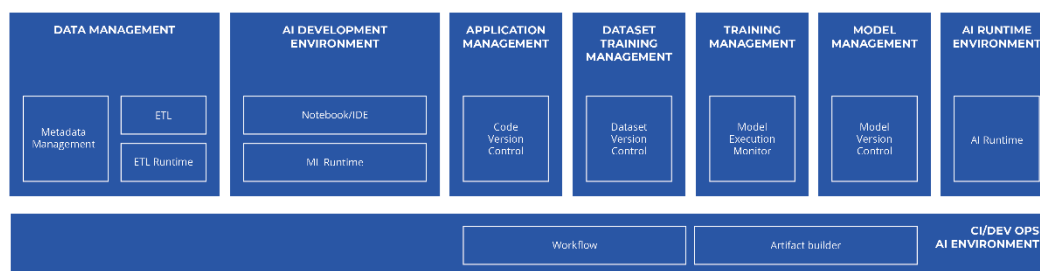 DATA MANAGEMENT
Metadata
Management
ETL
ETL Runtime
AI DEVELOPMENT
ENVIRONMENT
Notebook/IDE
ML Runtime
APPLICATION
MANAGEMENT
Code
Version
Control
DATASET
TRAINING
MANAGEMENT
Dataset
Version
Control
TRAINING
MANAGEMENT
Model
Execution
Monitor
MODEL
MANAGEMENT
Model
Version
Control
AI RUNTIME
ENVIRONMENT
AI Runtime
Workflow
Artifact builder
CI/DEV OPS
AI ENVIRONMENT